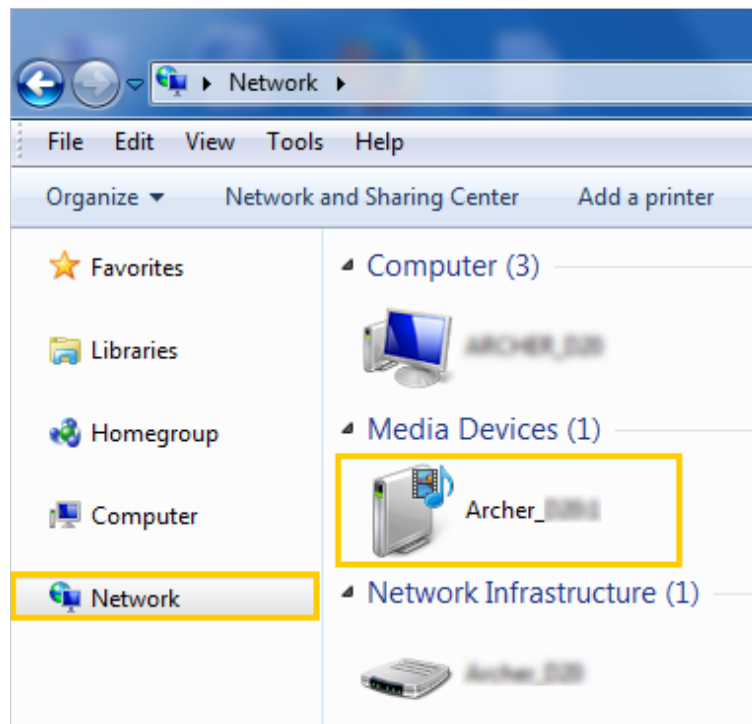 Network
File Edit View Tools Help
Organize Network and Sharing Center Add a printer
Favorites
Computer (3)
Libraries
Media Devices (1)
Homegroup
Archer_
Computer
Network
Network Infrastructure (1)